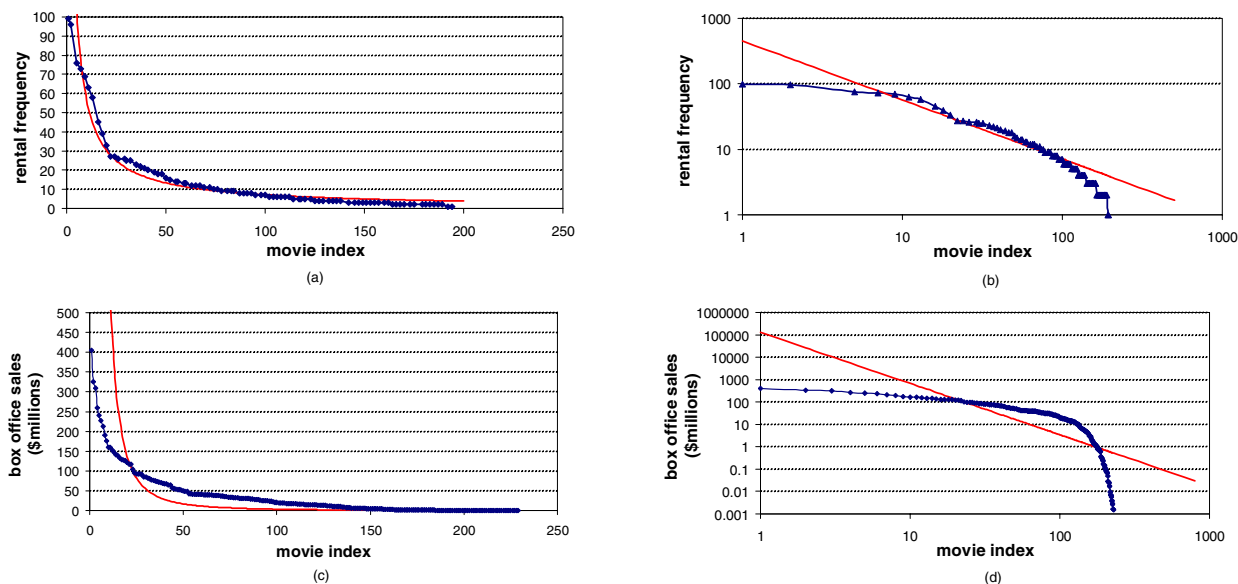 100
90
80
70
60
50
40
30
20
10
0
rental frequency
0 50 100 150 200 250
movie index
(a)
1000
100
10
1
rental frequency
1 10 100 1000
movie index
(b)
500
450
400
350
300
250
200
150
100
50
0
box office sales
($millions)
0 50 100 150 200 250
movie index
(c)
1000000
100000
10000
1000
100
10
1
0.1
0.01
0.001
box office sales
($millions)
1 10 100 1000
movie index
(d)